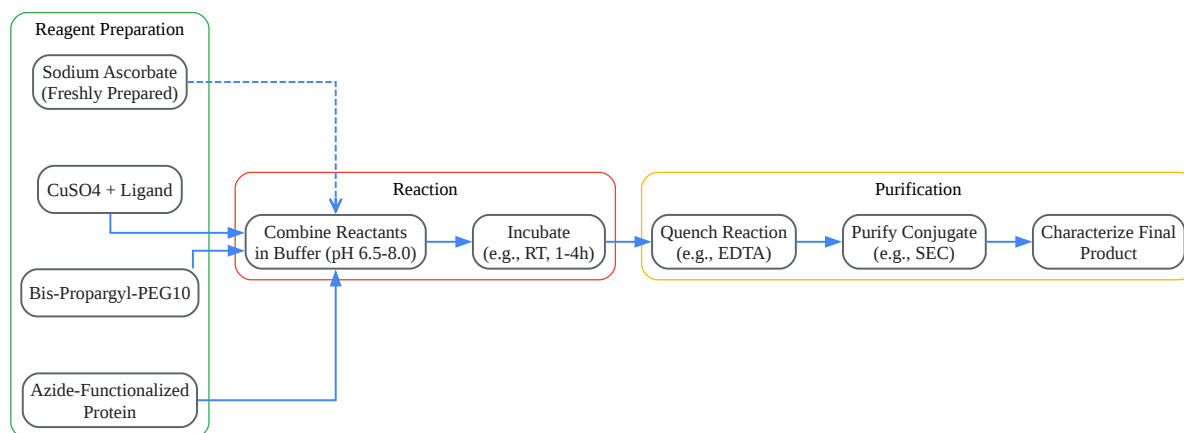 Reagent Preparation
Sodium Ascorbate
(Freshly Prepared)
CuSO4 + Ligand
Bis-Propargyl-PEG10
Azide-Functionalized
Protein
Reaction
Combine Reactants
in Buffer (pH 6.5-8.0)
Incubate
(e.g., RT, 1-4h)
Purification
Quench Reaction
(e.g., EDTA)
Purify Conjugate
(e.g., SEC)
Characterize Final
Product